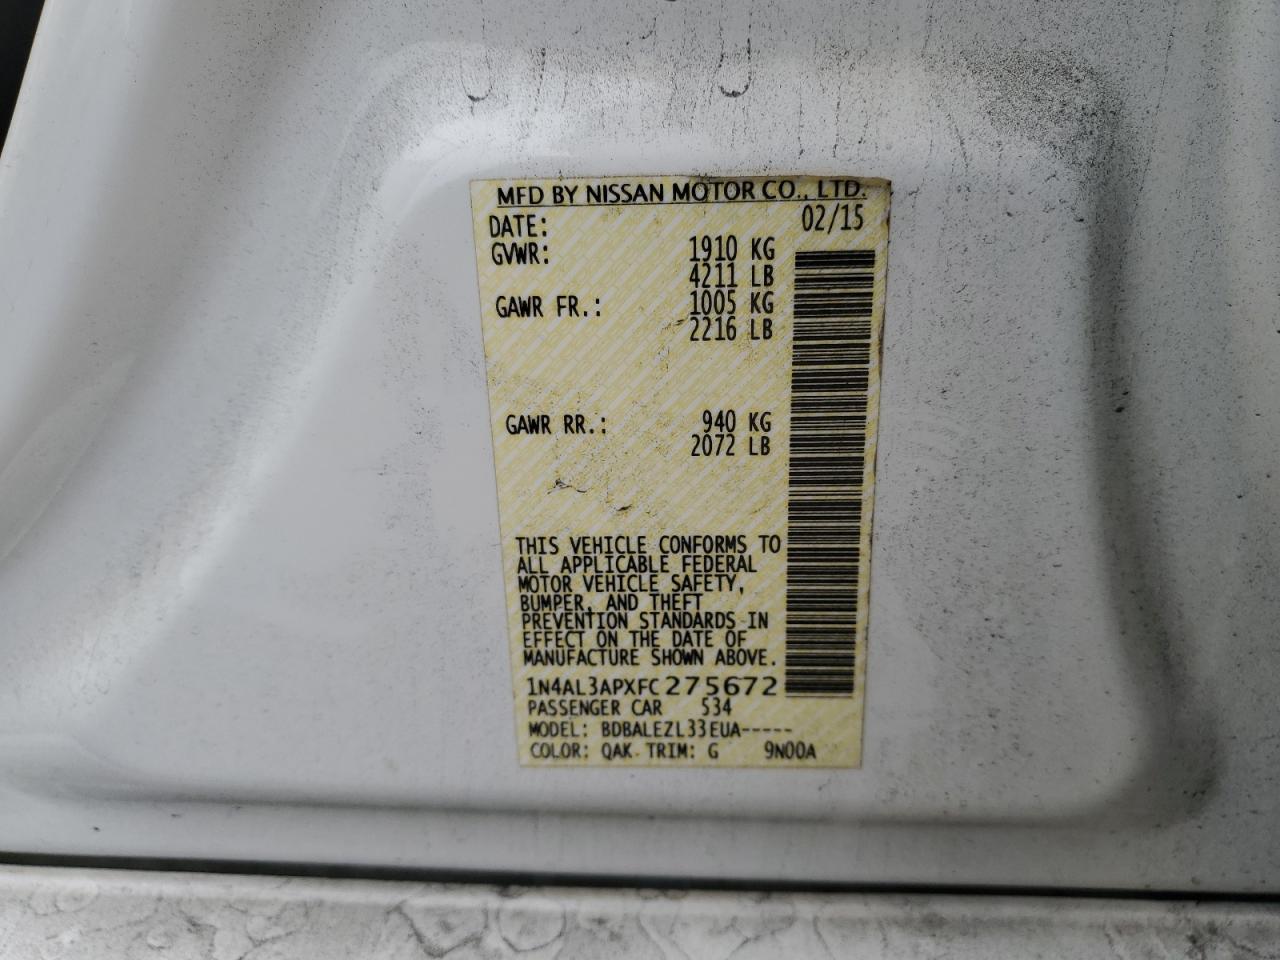 MFD BY NISSAN MOTOR CO., LTD.
DATE: 02/15
GVWR: 1910 KG
4211 LB
GAWR FR.: 1005 KG
2216 LB
GAWR RR.: 940 KG
2072 LB
THIS VEHICLE CONFORMS TO
ALL APPLICABLE FEDERAL
MOTOR VEHICLE SAFETY,
BUMPER, AND THEFT
PREVENTION STANDARDS IN
EFFECT ON THE DATE OF
MANUFACTURE SHOWN ABOVE.
1N4AL3APXFC275672
PASSENGER CAR 534
MODEL: BDBALEZL33EUA-----
COLOR: QAK TRIM: G 9N00A